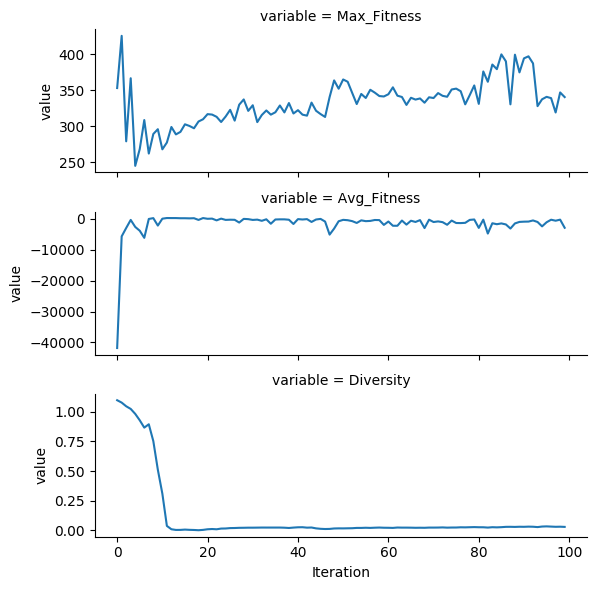 variable = Max_Fitness
value
400
350
300
250
variable = Avg_Fitness
value
0
−10000
−20000
−30000
−40000
variable = Diversity
value
1.00
0.75
0.50
0.25
0.00
0 20 40 60 80 100
Iteration